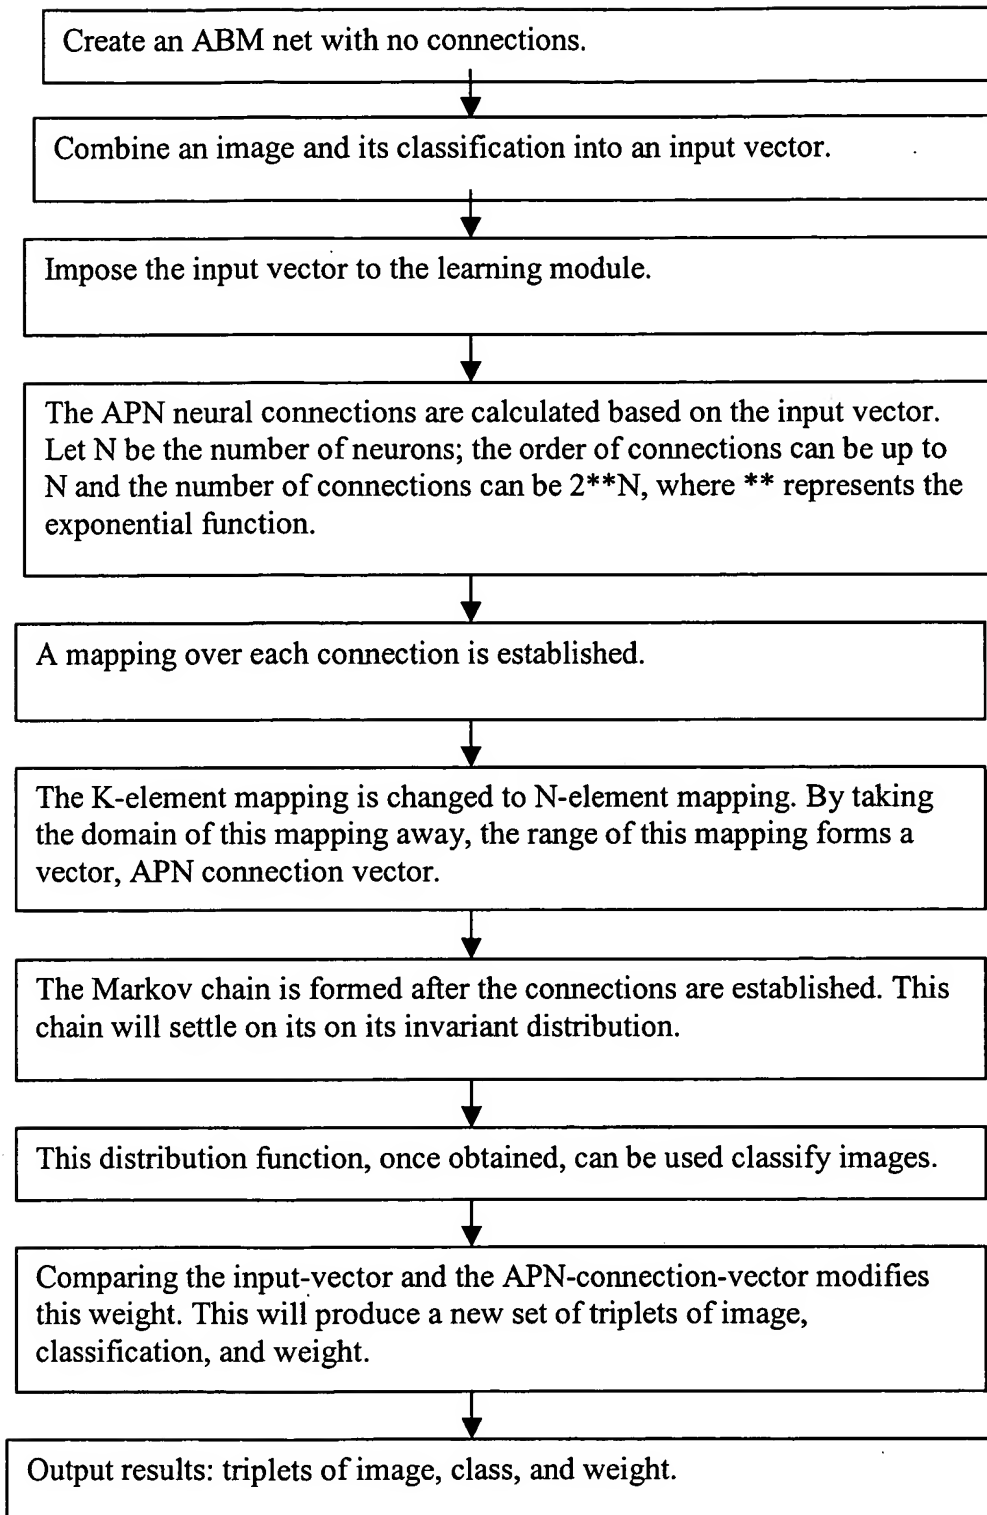 Create an ABM net with no connections.
Combine an image and its classification into an input vector.
Impose the input vector to the learning module.
The APN neural connections are calculated based on the input vector.
Let N be the number of neurons; the order of connections can be up to
N and the number of connections can be 2**N, where ** represents the
exponential function.
A mapping over each connection is established.
The K-element mapping is changed to N-element mapping. By taking
the domain of this mapping away, the range of this mapping forms a
vector, APN connection vector.
The Markov chain is formed after the connections are established. This
chain will settle on its on its invariant distribution.
This distribution function, once obtained, can be used classify images.
Comparing the input-vector and the APN-connection-vector modifies
this weight. This will produce a new set of triplets of image,
classification, and weight.
Output results: triplets of image, class, and weight.